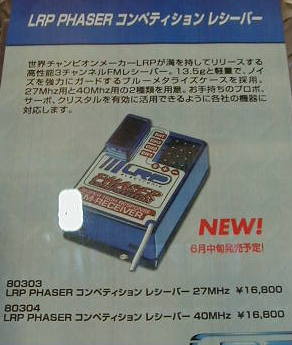 LRP PHASER コンペティション レシーバー
世界チャンピオンメーカーLRPが満を持してリリースする
高性能3チャンネルFMレシーバー。13.5gと軽量で、ノイ
ズを強力にガードするブルーメタライズケースを採用。
27Mhz用と40Mhz用の2種類を用意。お手持ちのプロポ、
サーボ、クリスタルを有効に活用できるように各社の機器に
対応します。
LRP
PHASER
M-RECEIVER
NEW!
6月中旬発売予定!
80303
LRP PHASER コンペティション レシーバー 27MHz ¥16,800
80304
LRP PHASER コンペティション レシーバー 40MHz ¥16,800